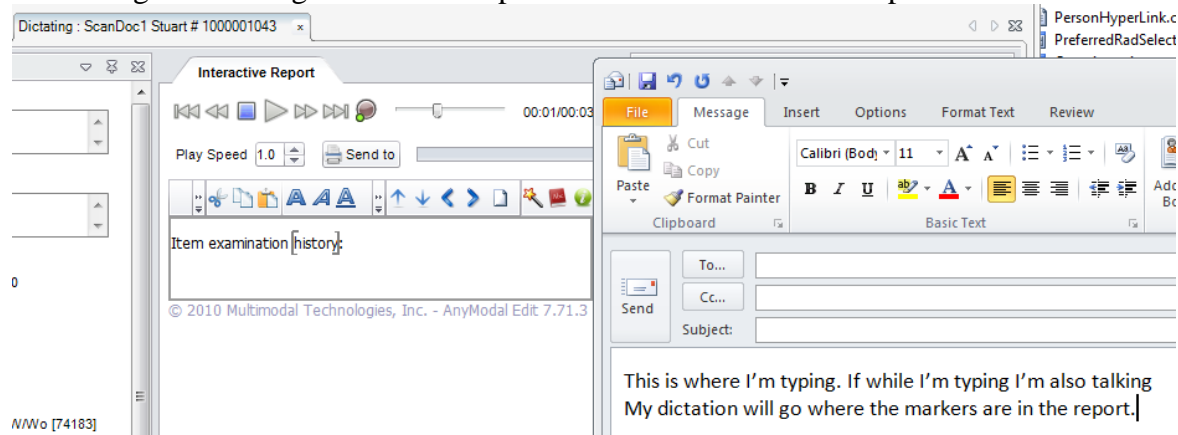 Dictating : ScanDoc1 Stuart # 1000001043
PersonHyperLink.c
PreferredRadSelect
Interactive Report
00:01/00:03
Play Speed 1.0
Send to
Item examination [history]:
© 2010 Multimodal Technologies, Inc. - AnyModal Edit 7.71.3
0
W/Wo [74183]
File Message Insert Options Format Text Review
Paste
Cut
Copy
Format Painter
Clipboard
Calibri (Body 11
B I U
Basic Text
Send
To...
Cc...
Subject:
This is where I'm typing. If while I'm typing I'm also talking
My dictation will go where the markers are in the report.